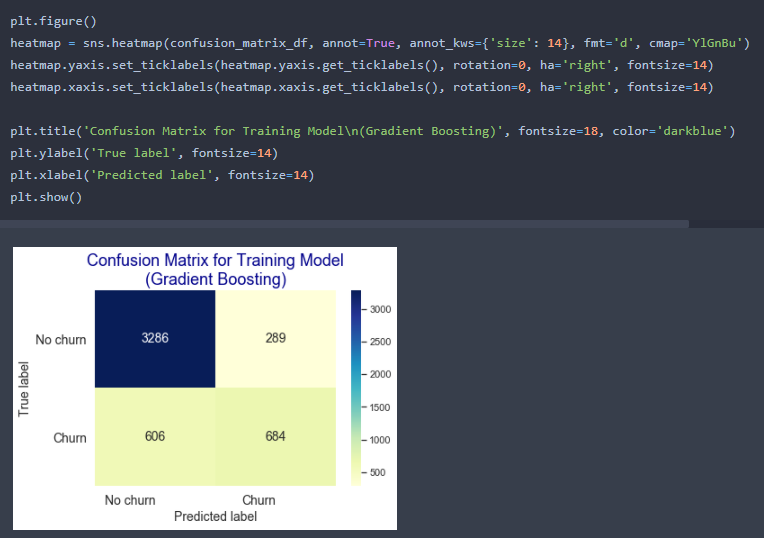 plt.figure()
heatmap = sns.heatmap(confusion_matrix_df, annot=True, annot_kws={'size': 14}, fmt='d', cmap='YlGnBu')
heatmap.yaxis.set_ticklabels(heatmap.yaxis.get_ticklabels(), rotation=0, ha='right', fontsize=14)
heatmap.xaxis.set_ticklabels(heatmap.xaxis.get_ticklabels(), rotation=0, ha='right', fontsize=14)
plt.title('Confusion Matrix for Training Model\n(Gradient Boosting)', fontsize=18, color='darkblue')
plt.ylabel('True label', fontsize=14)
plt.xlabel('Predicted label', fontsize=14)
plt.show()
Confusion Matrix for Training Model
(Gradient Boosting)
True label
No churn
3286
289
Churn
606
684
No churn
Churn
Predicted label
3000
2500
2000
1500
1000
500